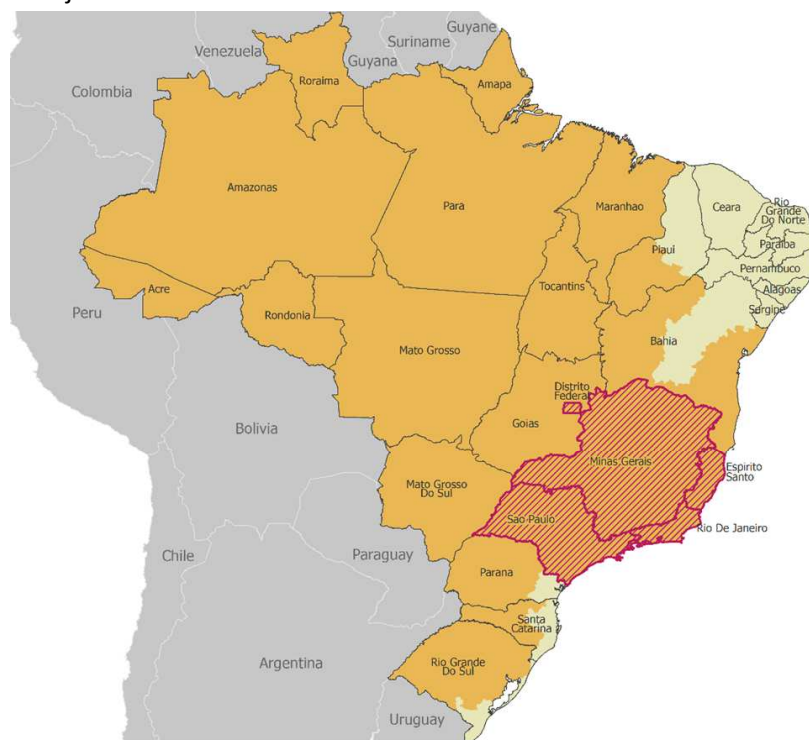 Guyane
Suriname
Venezuela
Guyana
Colombia
Roraima
Amapa
Amazonas
Para
Maranhao
Ceara
Rio
Grande
Do Norte
Piaui
Paraiba
Pernambuco
Acre
Rondonia
Tocantins
Alagoas
Sergipe
Peru
Bahia
Mato Grosso
Distrito
Federal
Goias
Bolivia
Minas Gerais
Espirito
Santo
Mato Grosso
Do Sul
Sao Paulo
Rio De Janeiro
Chile
Paraguay
Parana
Santa
Catarina
Argentina
Rio Grande
Do Sul
Uruguay